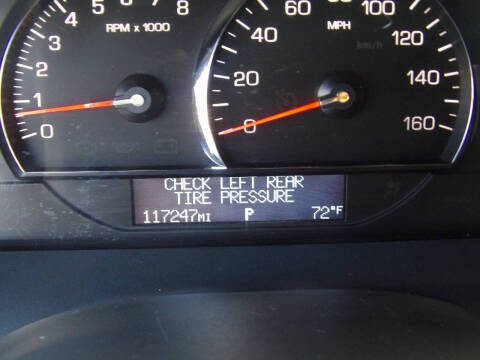 4 5 6 7 8
3
2
1
0
RPM x 1000
0 20 40 60 80 100 120 140 160
MPH
km/h
CHECK LEFT REAR
TIRE PRESSURE
117247MI P 72°F